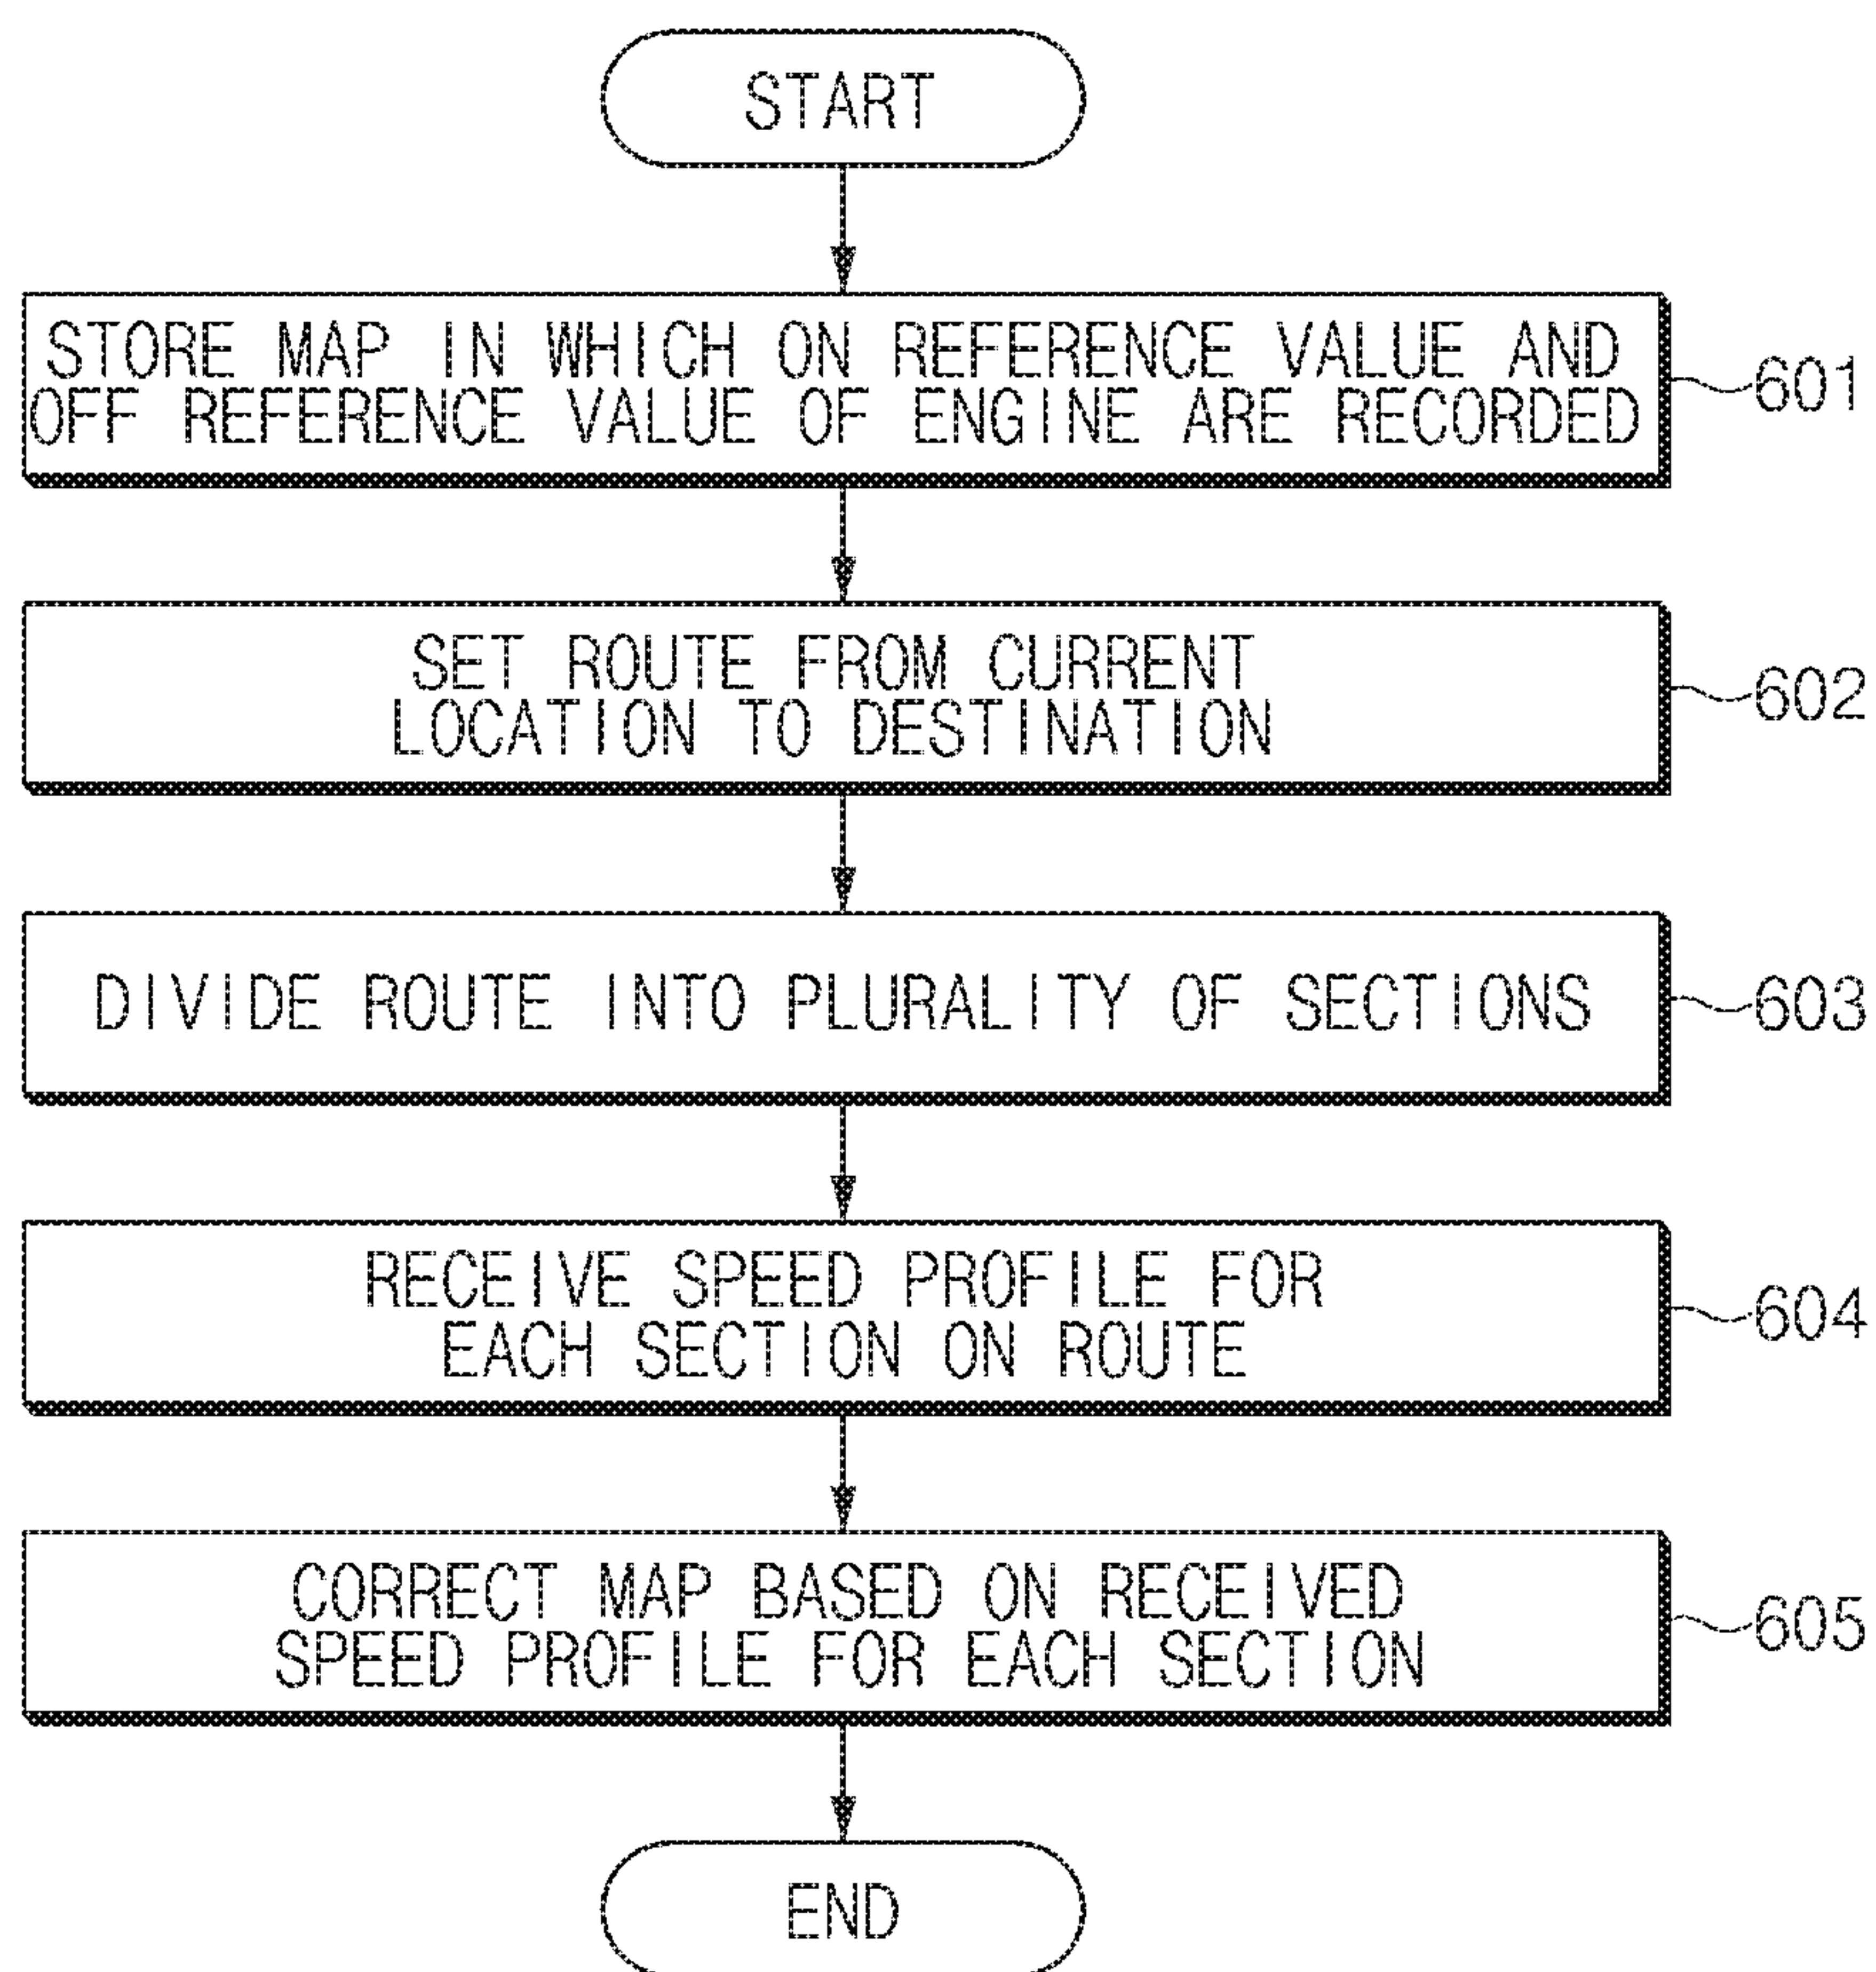 START
STORE MAP IN WHICH ON REFERENCE VALUE AND
OFF REFERENCE VALUE OF ENGINE ARE RECORDED
601
SET ROUTE FROM CURRENT
LOCATION TO DESTINATION
602
DIVIDE ROUTE INTO PLURALITY OF SECTIONS
603
RECEIVE SPEED PROFILE FOR
EACH SECTION ON ROUTE
604
CORRECT MAP BASED ON RECEIVED
SPEED PROFILE FOR EACH SECTION
605
END